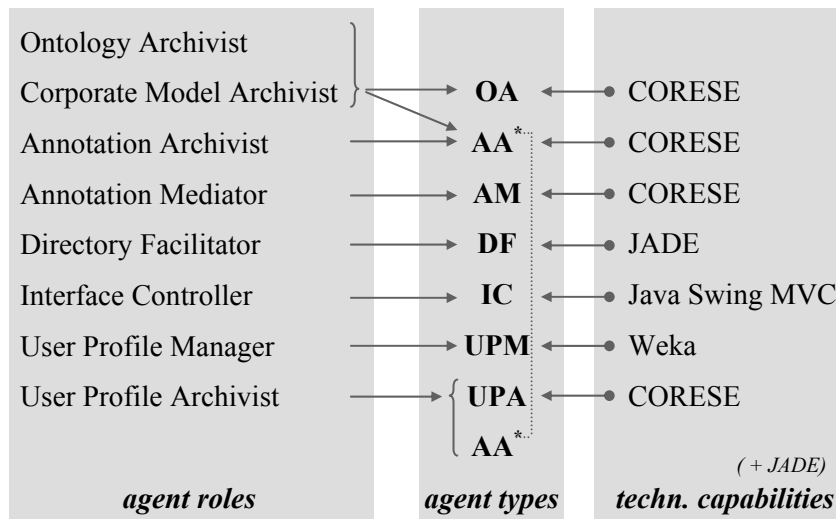 Ontology Archivist
Corporate Model Archivist OA CORESE
Annotation Archivist AA* CORESE
Annotation Mediator AM CORESE
Directory Facilitator DF JADE
Interface Controller IC Java Swing MVC
User Profile Manager UPM Weka
User Profile Archivist UPA CORESE
AA*
( + JADE)
agent roles agent types techn. capabilities